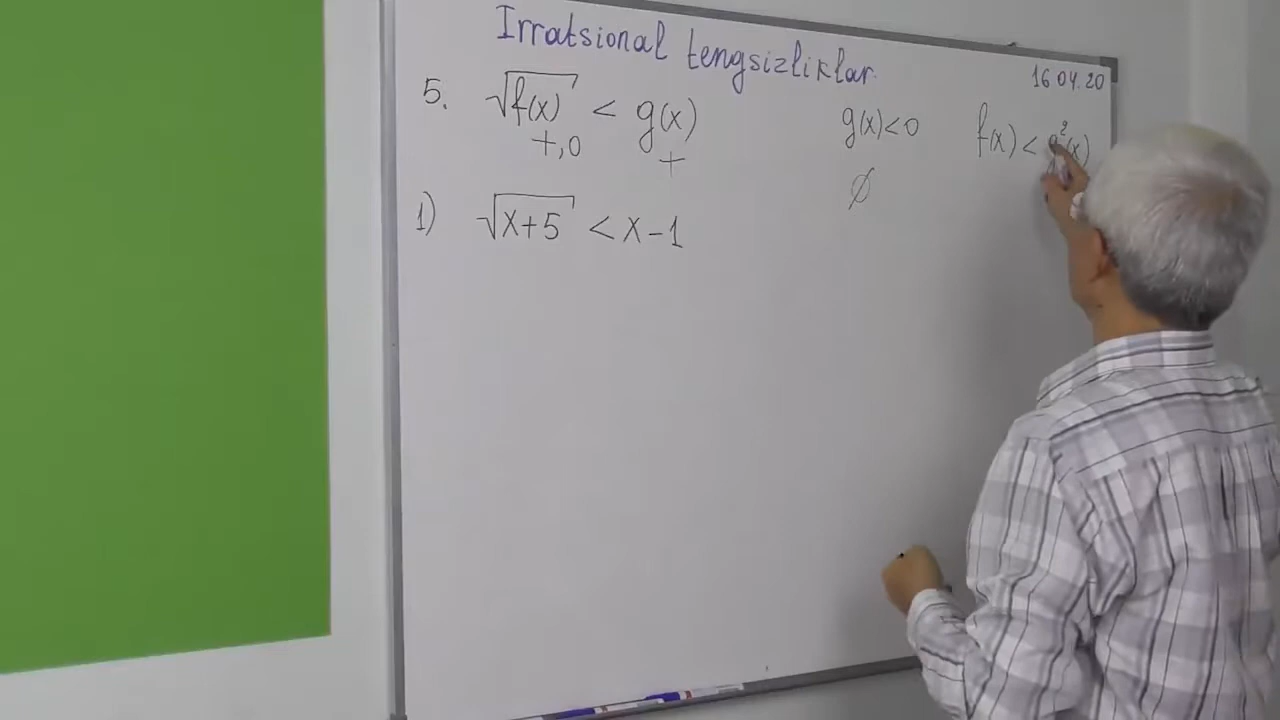 Irratsional tengsizliklar.
16 04. 20
5. √f(x) < g(x)
+,0 +
g(x)<0
∅
f(x) < g²(x)
1) √x+5 < x-1